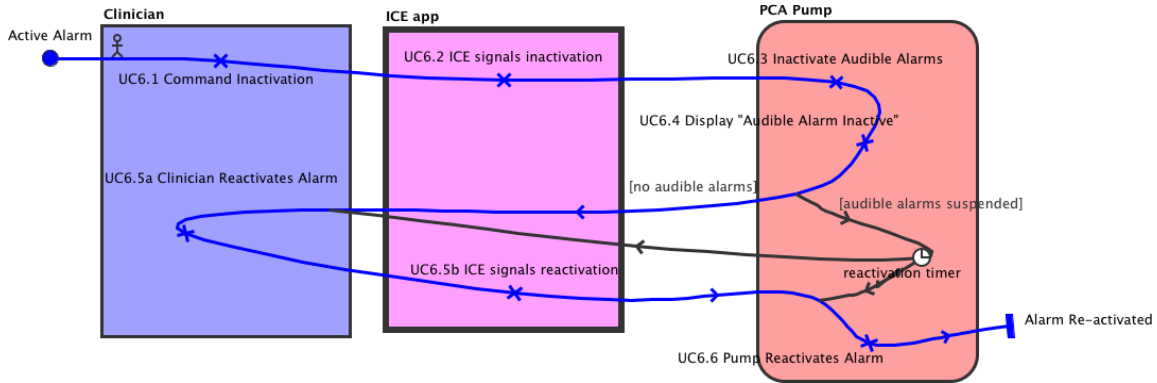 Clinician
ICE app
PCA Pump
Active Alarm
UC6.1 Command Inactivation
UC6.2 ICE signals inactivation
UC6.3 Inactivate Audible Alarms
UC6.4 Display "Audible Alarm Inactive"
UC6.5a Clinician Reactivates Alarm
[no audible alarms]
[audible alarms suspended]
UC6.5b ICE signals reactivation
reactivation timer
Alarm Re-activated
UC6.6 Pump Reactivates Alarm